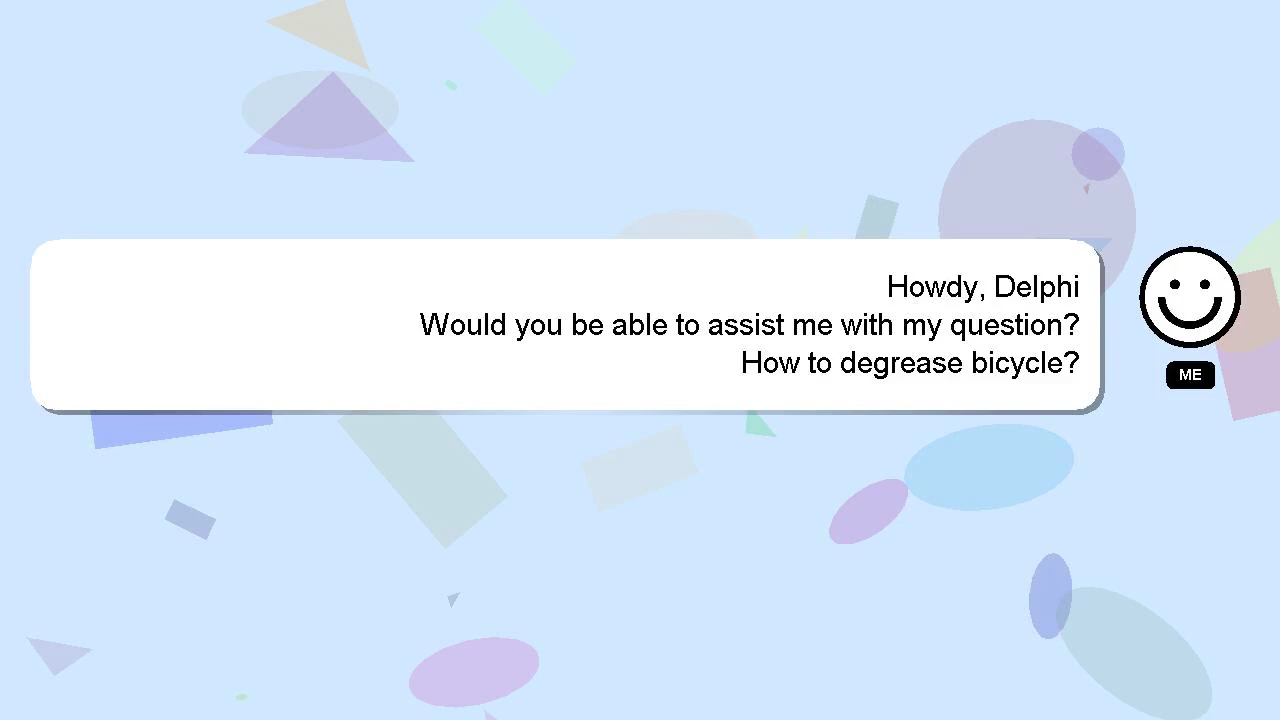 Howdy, Delphi
Would you be able to assist me with my question?
How to degrease bicycle?
ME